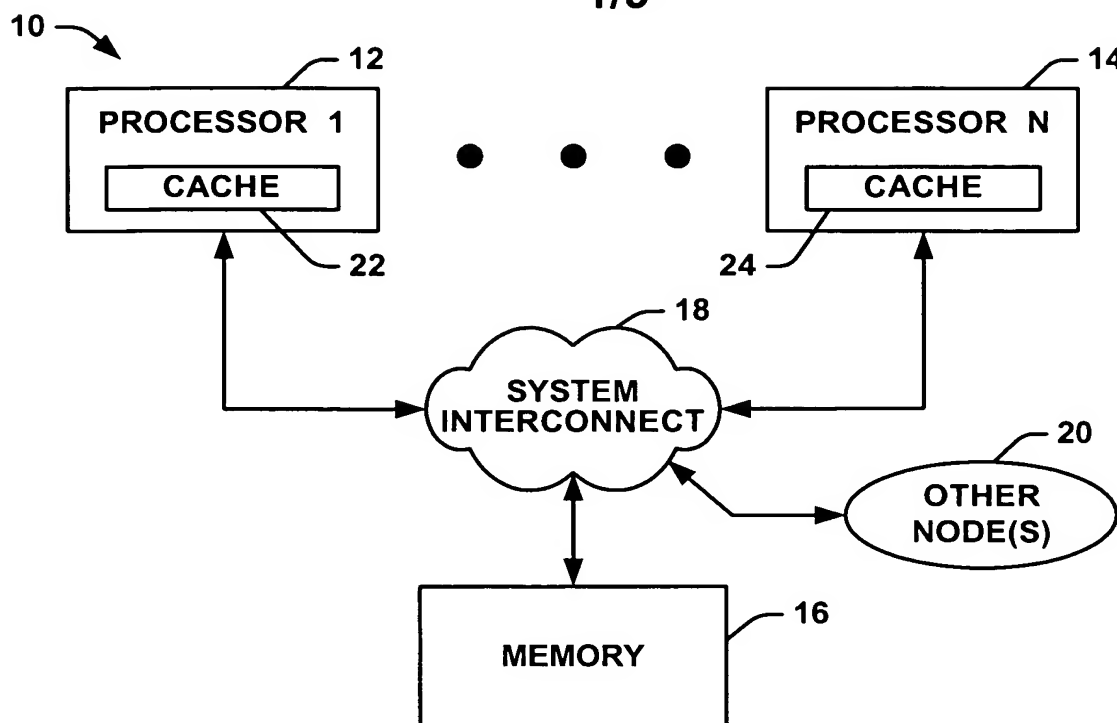 10
12
14
PROCESSOR 1
PROCESSOR N
CACHE
CACHE
22
24
18
SYSTEM
INTERCONNECT
20
OTHER
NODE(S)
16
MEMORY